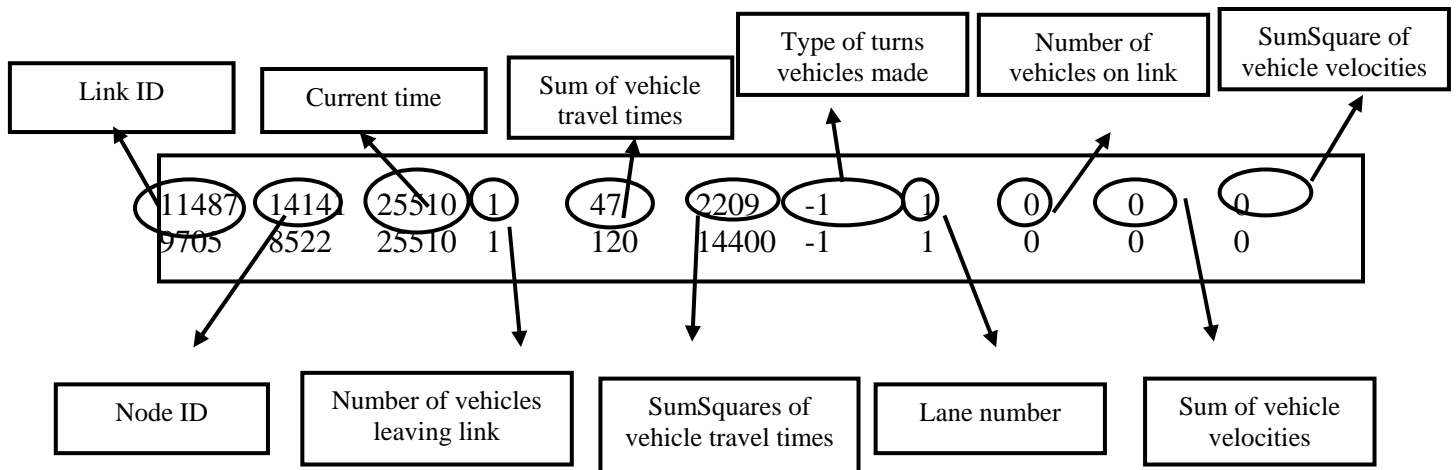 Type of turns
vehicles made
Number of
vehicles on link
SumSquare of
vehicle velocities
Link ID
Current time
Sum of vehicle
travel times
11487 14141 25510 1 47 2209 -1 1 0 0 0
9705 8522 25510 1 120 14400 -1 1 0 0 0
Node ID
Number of vehicles
leaving link
SumSquares of
vehicle travel times
Lane number
Sum of vehicle
velocities